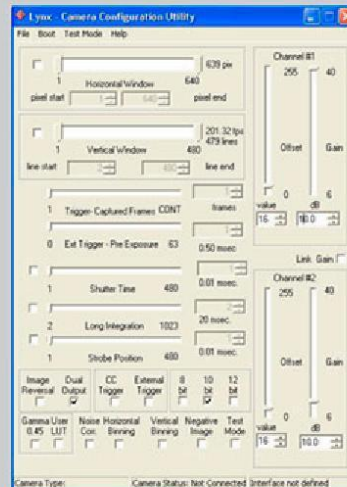 Lynx - Camera Configuration Utility
File Boot Test Mode Help
639 pix
1 Horizontal Window 640
pixel start 1 640 pixel end
201.32 fps
479 lines
1 Vertical Window 480
line start 2 480 line end
1 Trigger-Captured Frames CONT 1 frames
0 Ext Trigger - Pre Exposure 63 0.50 msec.
1 Shutter Time 480 0.01 msec.
2 Long Integration 1023 20 msec.
1 Strobe Position 480 0.01 msec.
Image Reversal
Dual Output
CC Trigger
External Trigger
8 bit
10 bit
12 bit
Gamma 0.45
User LUT
Noise Corr.
Horizontal Binning
Vertical Binning
Negative Image
Test Mode
Channel #1
255 40
Offset Gain
0 6
value dB
16
Link. Gain
Channel #2
255 40
Offset Gain
0 6
value dB
16 10.0
Camera Type: Camera Status: Not Connected Interface not defined